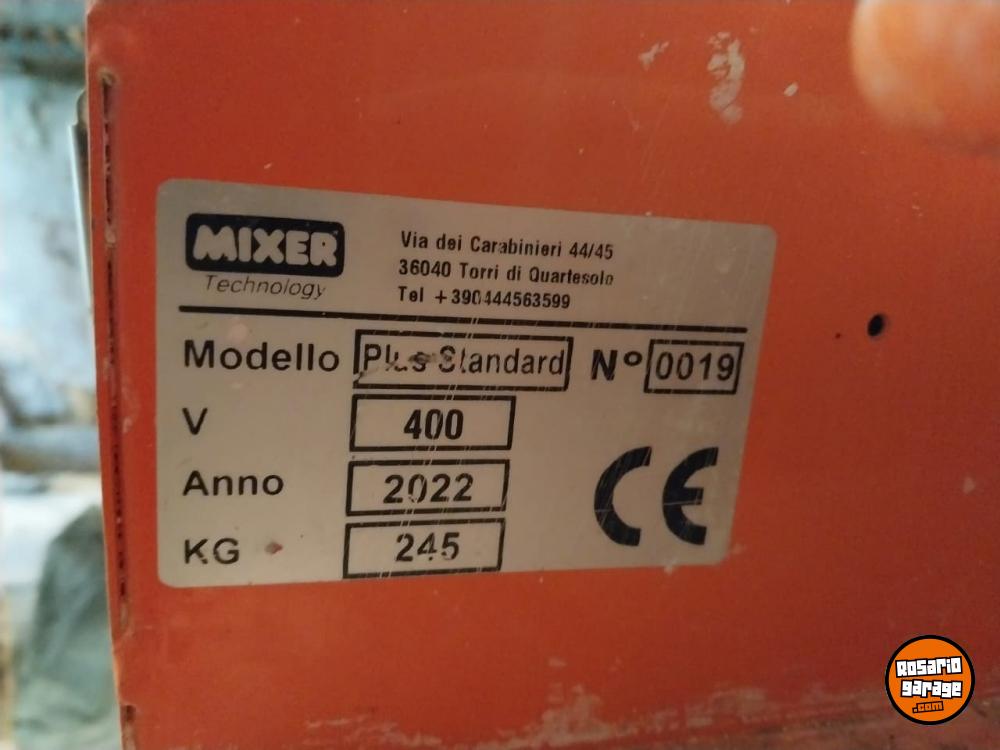 MIXER
Technology
Via dei Carabinieri 44/45
36040 Torri di Quartesolo
Tel +390444563599
Modello Plus Standard Nº 0019
V 400
Anno 2022
KG 245
CE
ROSARIO
garage
.com